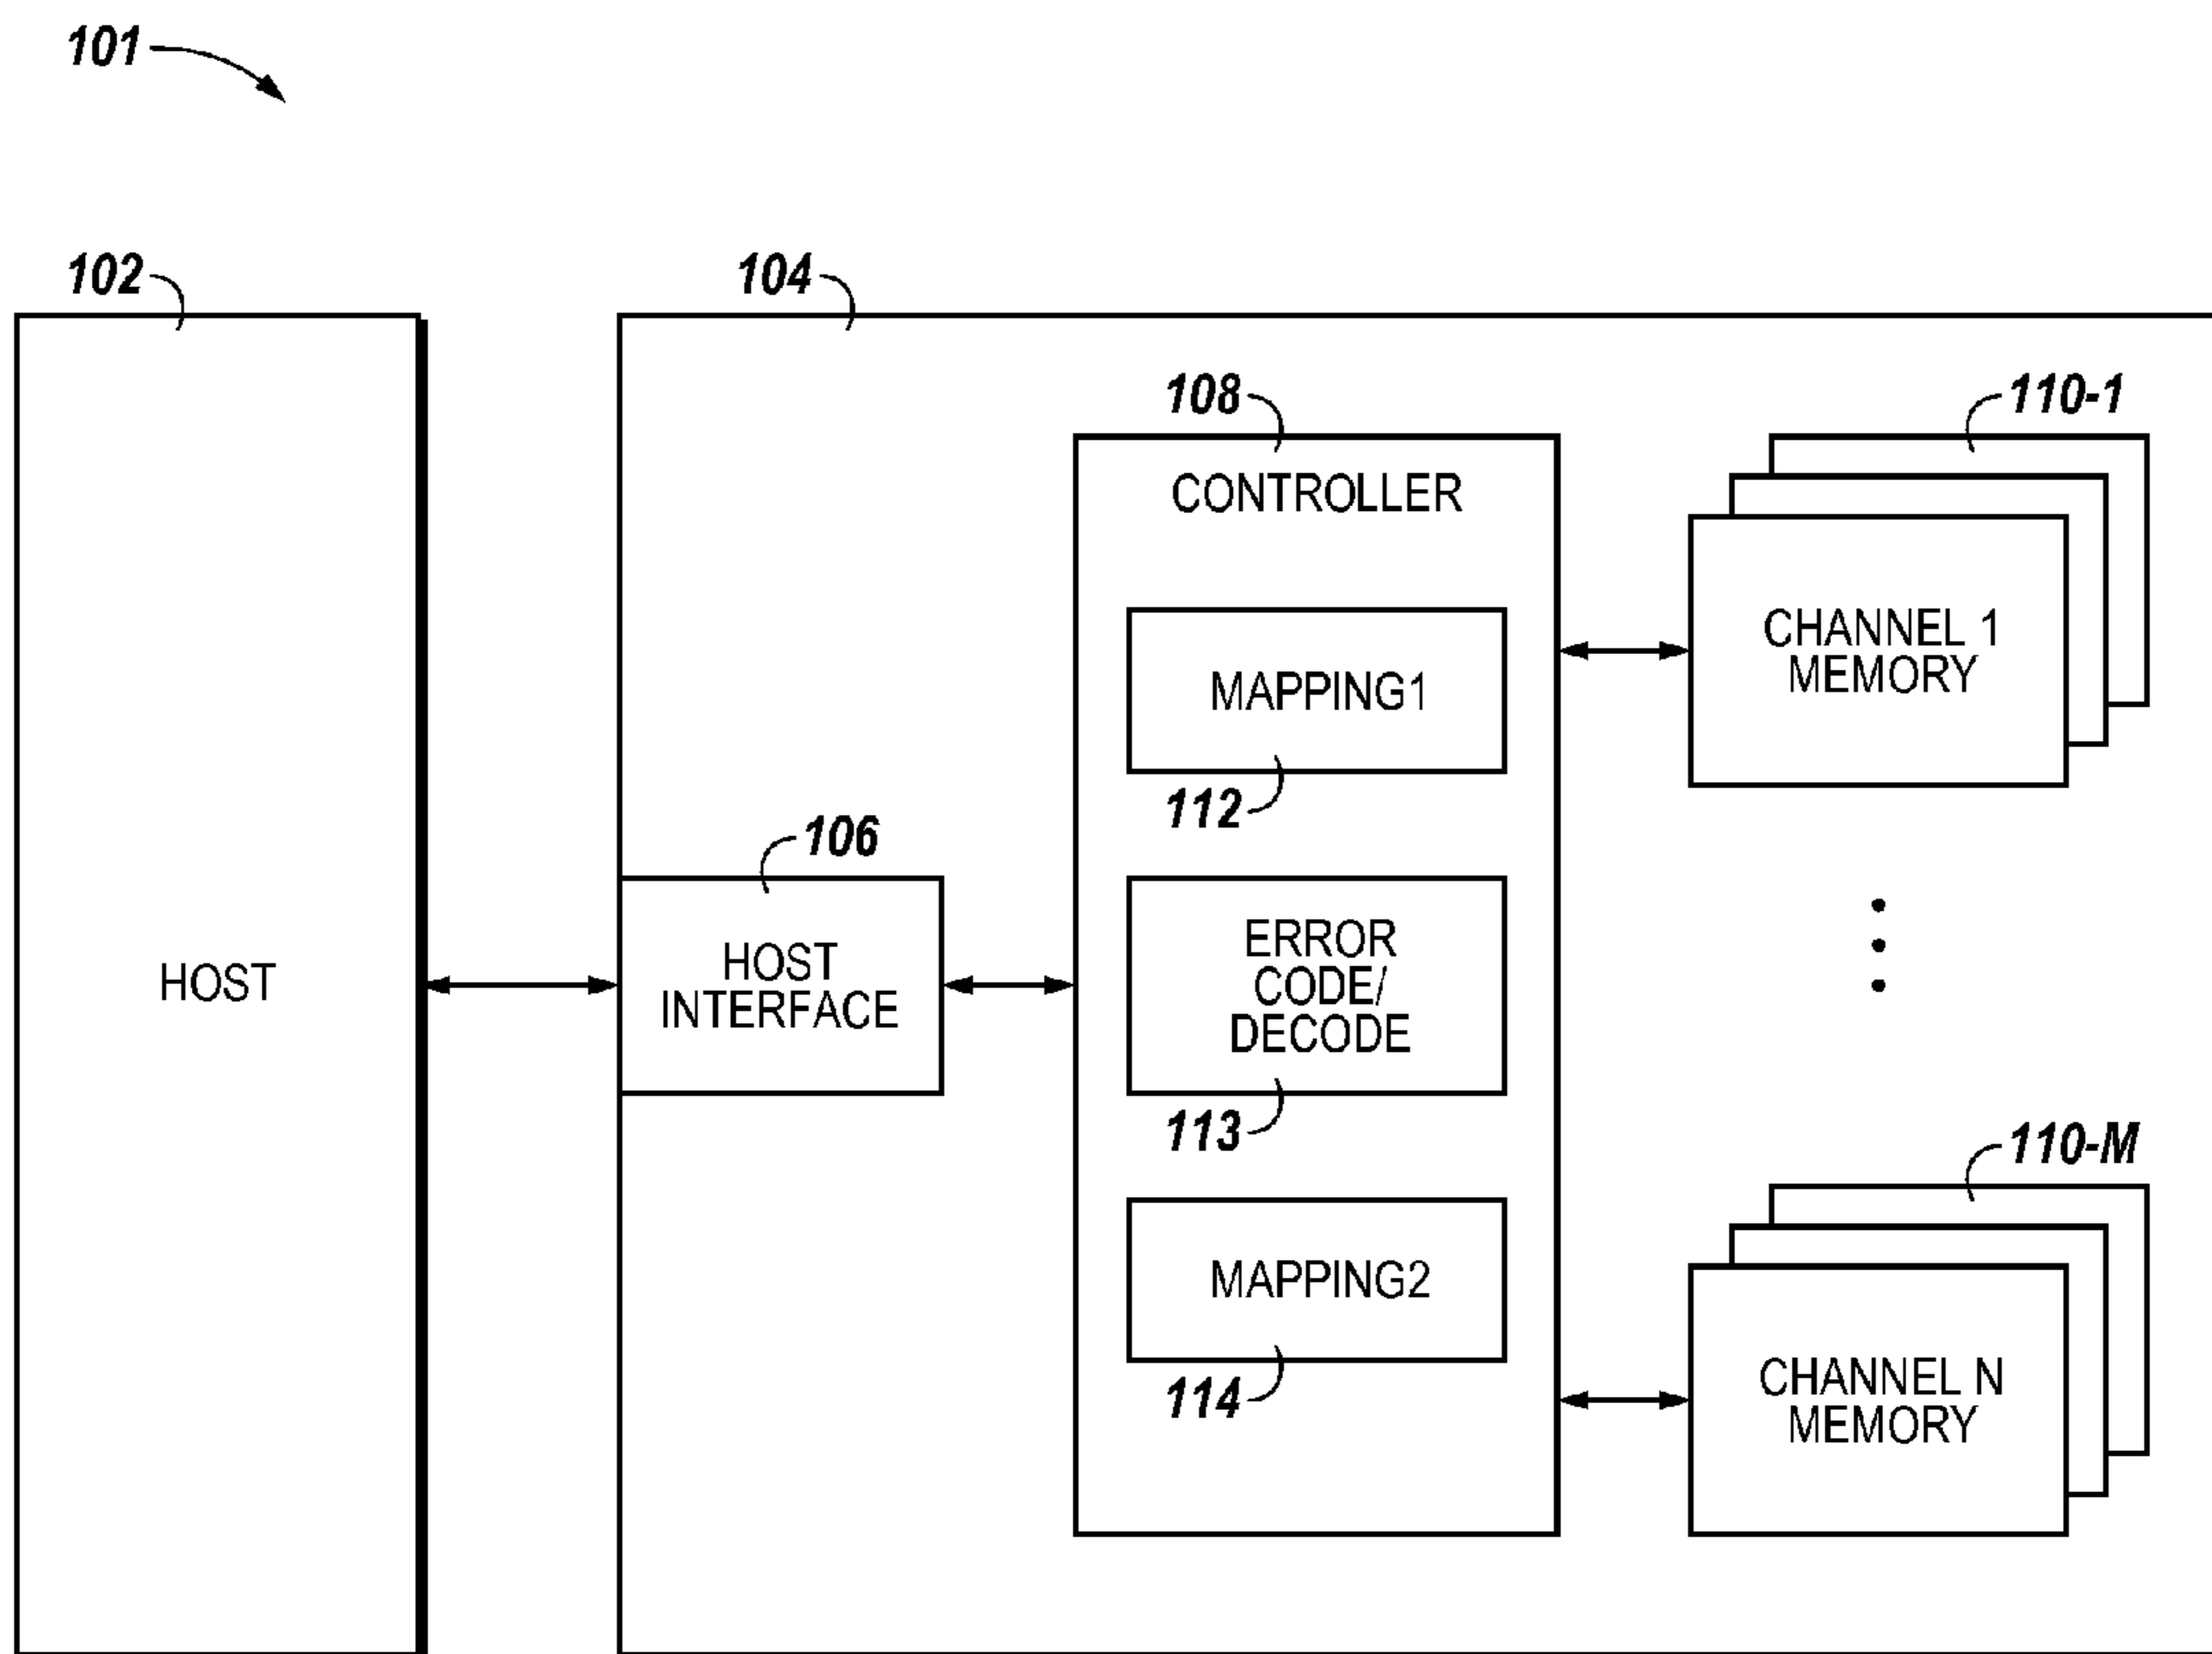 101
102
104
108
110-1
CONTROLLER
CHANNEL 1
MEMORY
MAPPING1
112
106
HOST
HOST
INTERFACE
ERROR
CODE/
DECODE
113
110-M
MAPPING2
114
CHANNEL N
MEMORY